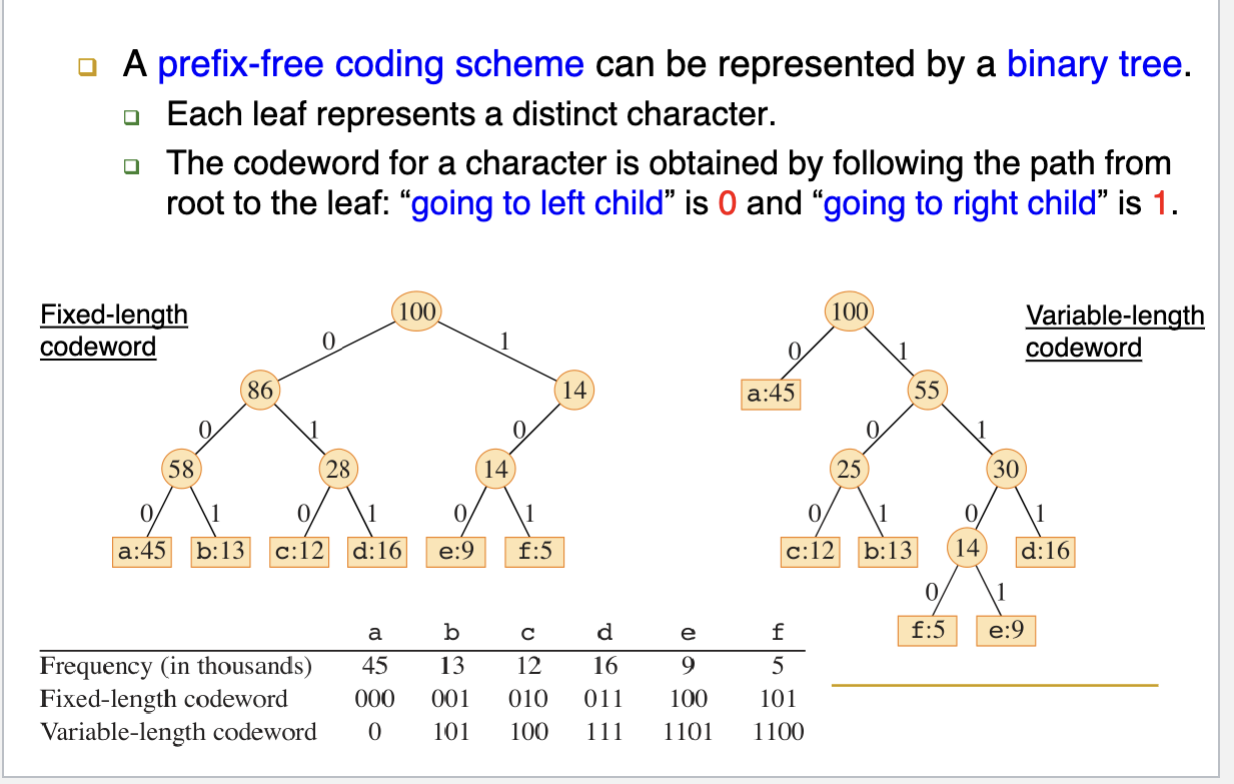 A prefix-free coding scheme can be represented by a binary tree.
Each leaf represents a distinct character.
The codeword for a character is obtained by following the path from
root to the leaf: “going to left child” is 0 and “going to right child” is 1.
Fixed-length
codeword
100
0 1
86 14
0 1 0
58 28 14
0 1 0 1 0 1
a:45 b:13 c:12 d:16 e:9 f:5
100
Variable-length
codeword
0 1
a:45 55
0 1
25 30
0 1 0 1
c:12 b:13 14 d:16
0 1
f:5 e:9
a b c d e f
Frequency (in thousands) 45 13 12 16 9 5
Fixed-length codeword 000 001 010 011 100 101
Variable-length codeword 0 101 100 111 1101 1100